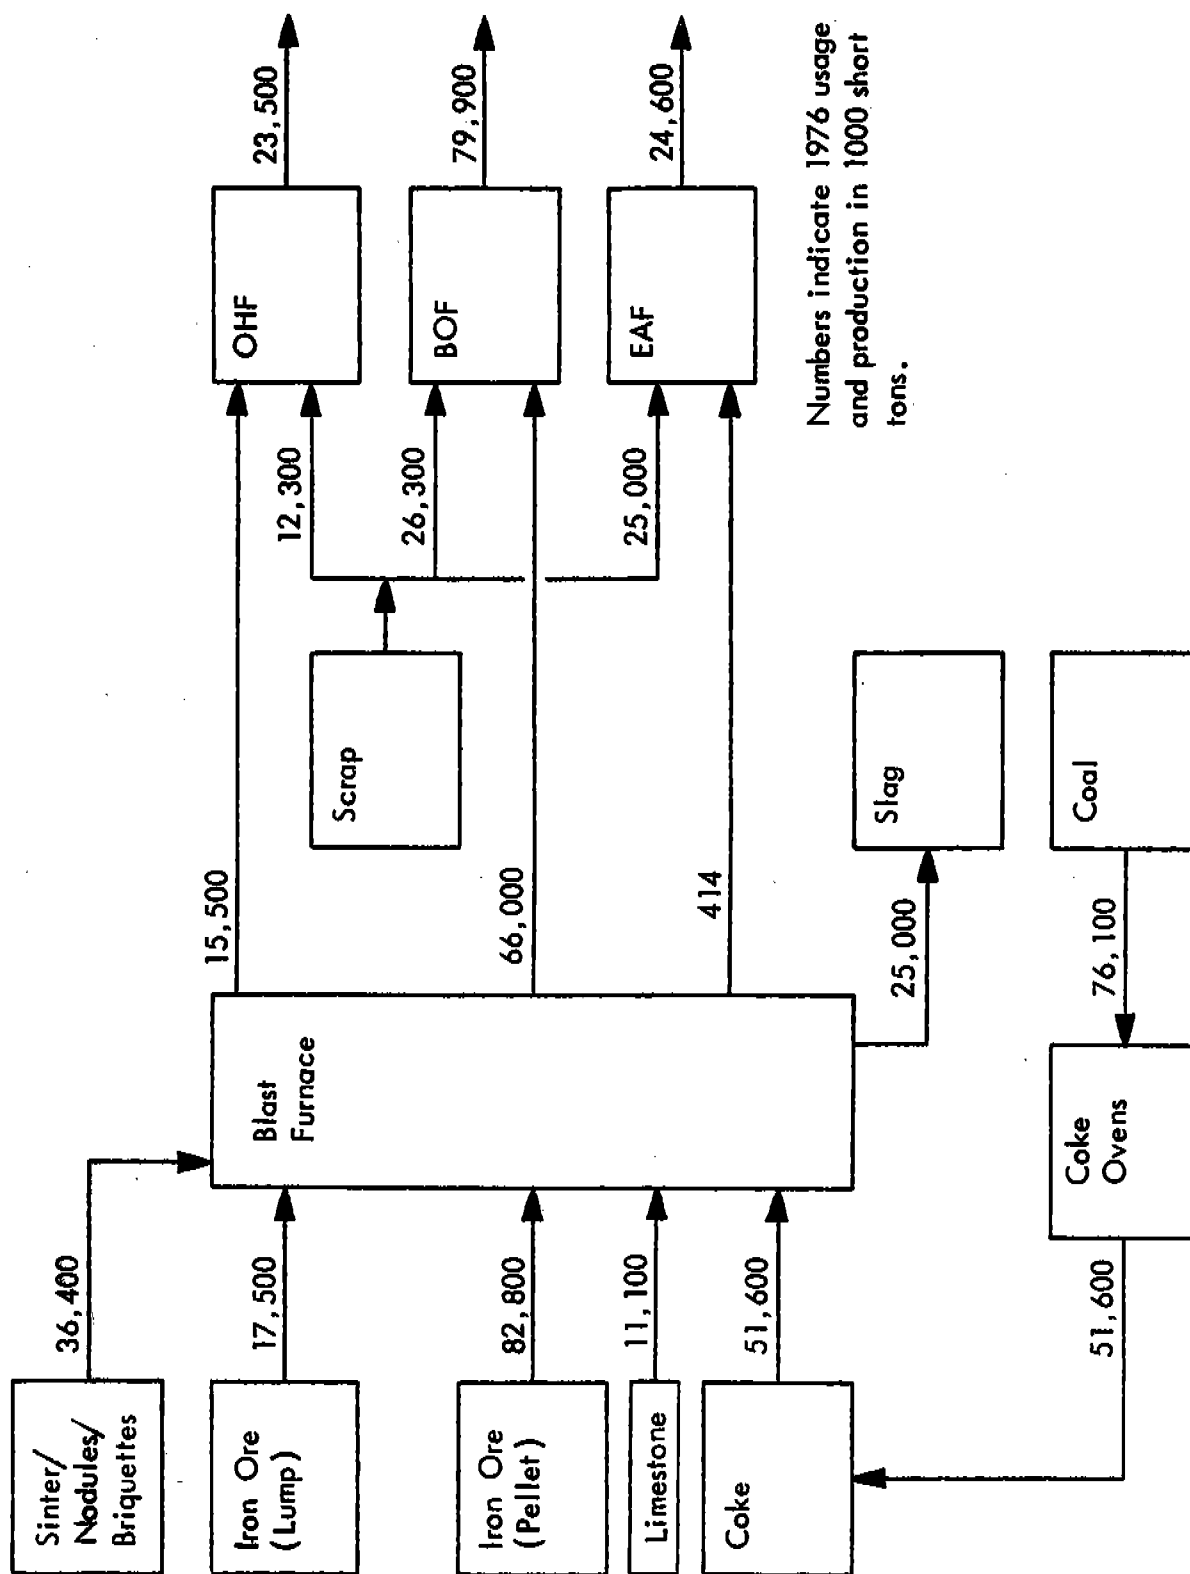 Sinter/
Nodules/
Briquettes
36,400
Iron Ore
(Lump)
17,500
Iron Ore
(Pellet)
82,800
Limestone
11,100
Coke
51,600
Blast
Furnace
15,500
66,000
414
25,000
Slag
Scrap
12,300
26,300
25,000
OHF
23,500
BOF
79,900
EAF
24,600
Coal
76,100
Coke
Ovens
51,600
Numbers indicate 1976 usage
and production in 1000 short
tons.